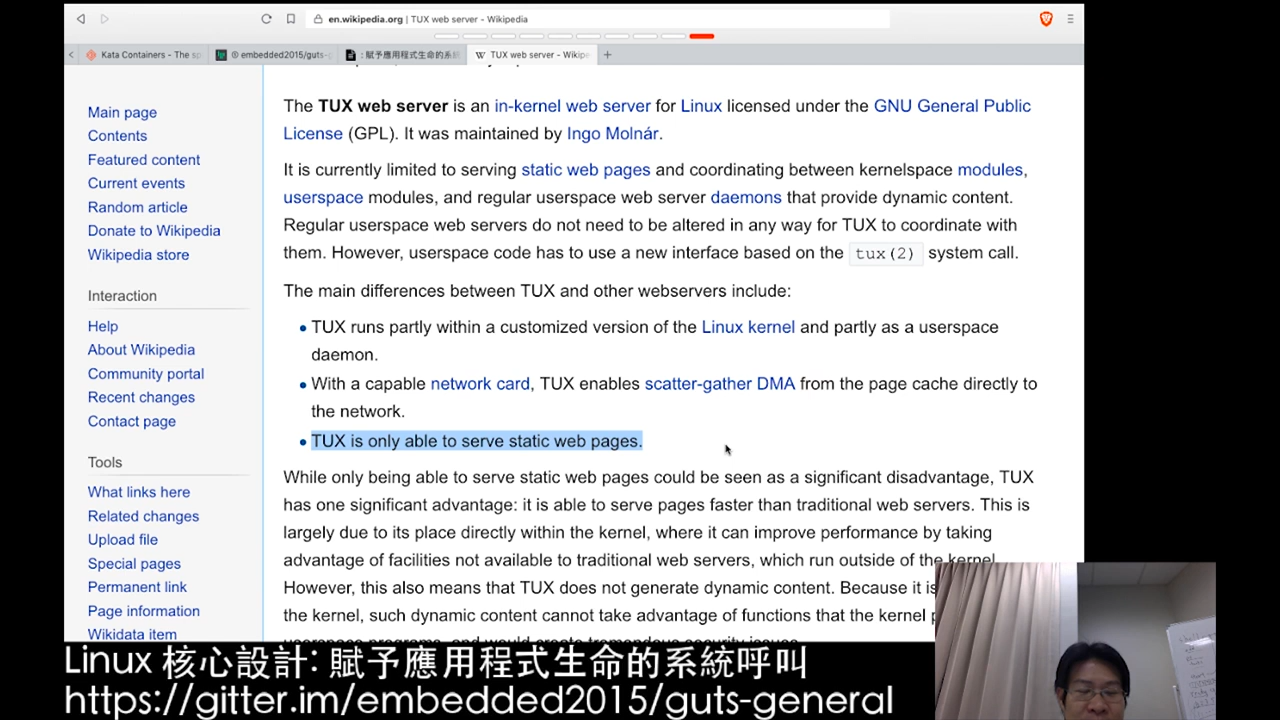 en.wikipedia.org | TUX web server - Wikipedia
Kata Containers - The sp
embedded2015/guts-
: 賦予應用程式生命的系統
W TUX web server - Wikipe
The TUX web server is an in-kernel web server for Linux licensed under the GNU General Public
License (GPL). It was maintained by Ingo Molnár.
It is currently limited to serving static web pages and coordinating between kernelspace modules,
userspace modules, and regular userspace web server daemons that provide dynamic content.
Regular userspace web servers do not need to be altered in any way for TUX to coordinate with
them. However, userspace code has to use a new interface based on the tux(2) system call.
The main differences between TUX and other webservers include:
• TUX runs partly within a customized version of the Linux kernel and partly as a userspace
daemon.
• With a capable network card, TUX enables scatter-gather DMA from the page cache directly to
the network.
• TUX is only able to serve static web pages.
While only being able to serve static web pages could be seen as a significant disadvantage, TUX
has one significant advantage: it is able to serve pages faster than traditional web servers. This is
largely due to its place directly within the kernel, where it can improve performance by taking
advantage of facilities not available to traditional web servers, which run outside of the kernel.
However, this also means that TUX does not generate dynamic content. Because it is
the kernel, such dynamic content cannot take advantage of functions that the kernel p
userspace programs, and would create tremendous security issues.
Main page
Contents
Featured content
Current events
Random article
Donate to Wikipedia
Wikipedia store
Interaction
Help
About Wikipedia
Community portal
Recent changes
Contact page
Tools
What links here
Related changes
Upload file
Special pages
Permanent link
Page information
Wikidata item
Linux 核心設計: 賦予應用程式生命的系統呼叫
https://gitter.im/embedded2015/guts-general